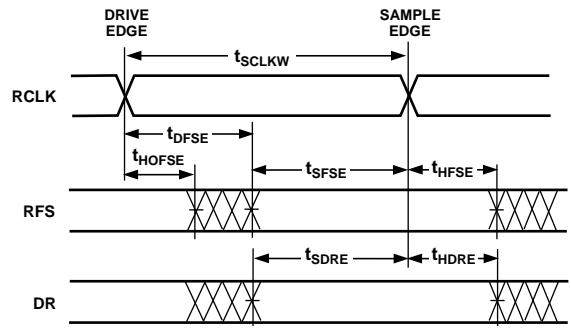 DRIVE EDGE
SAMPLE EDGE
tSCLKW
RCLK
tDFSE
tHOFSE
tSFSE
tHFSE
RFS
tSDRE
tHDRE
DR